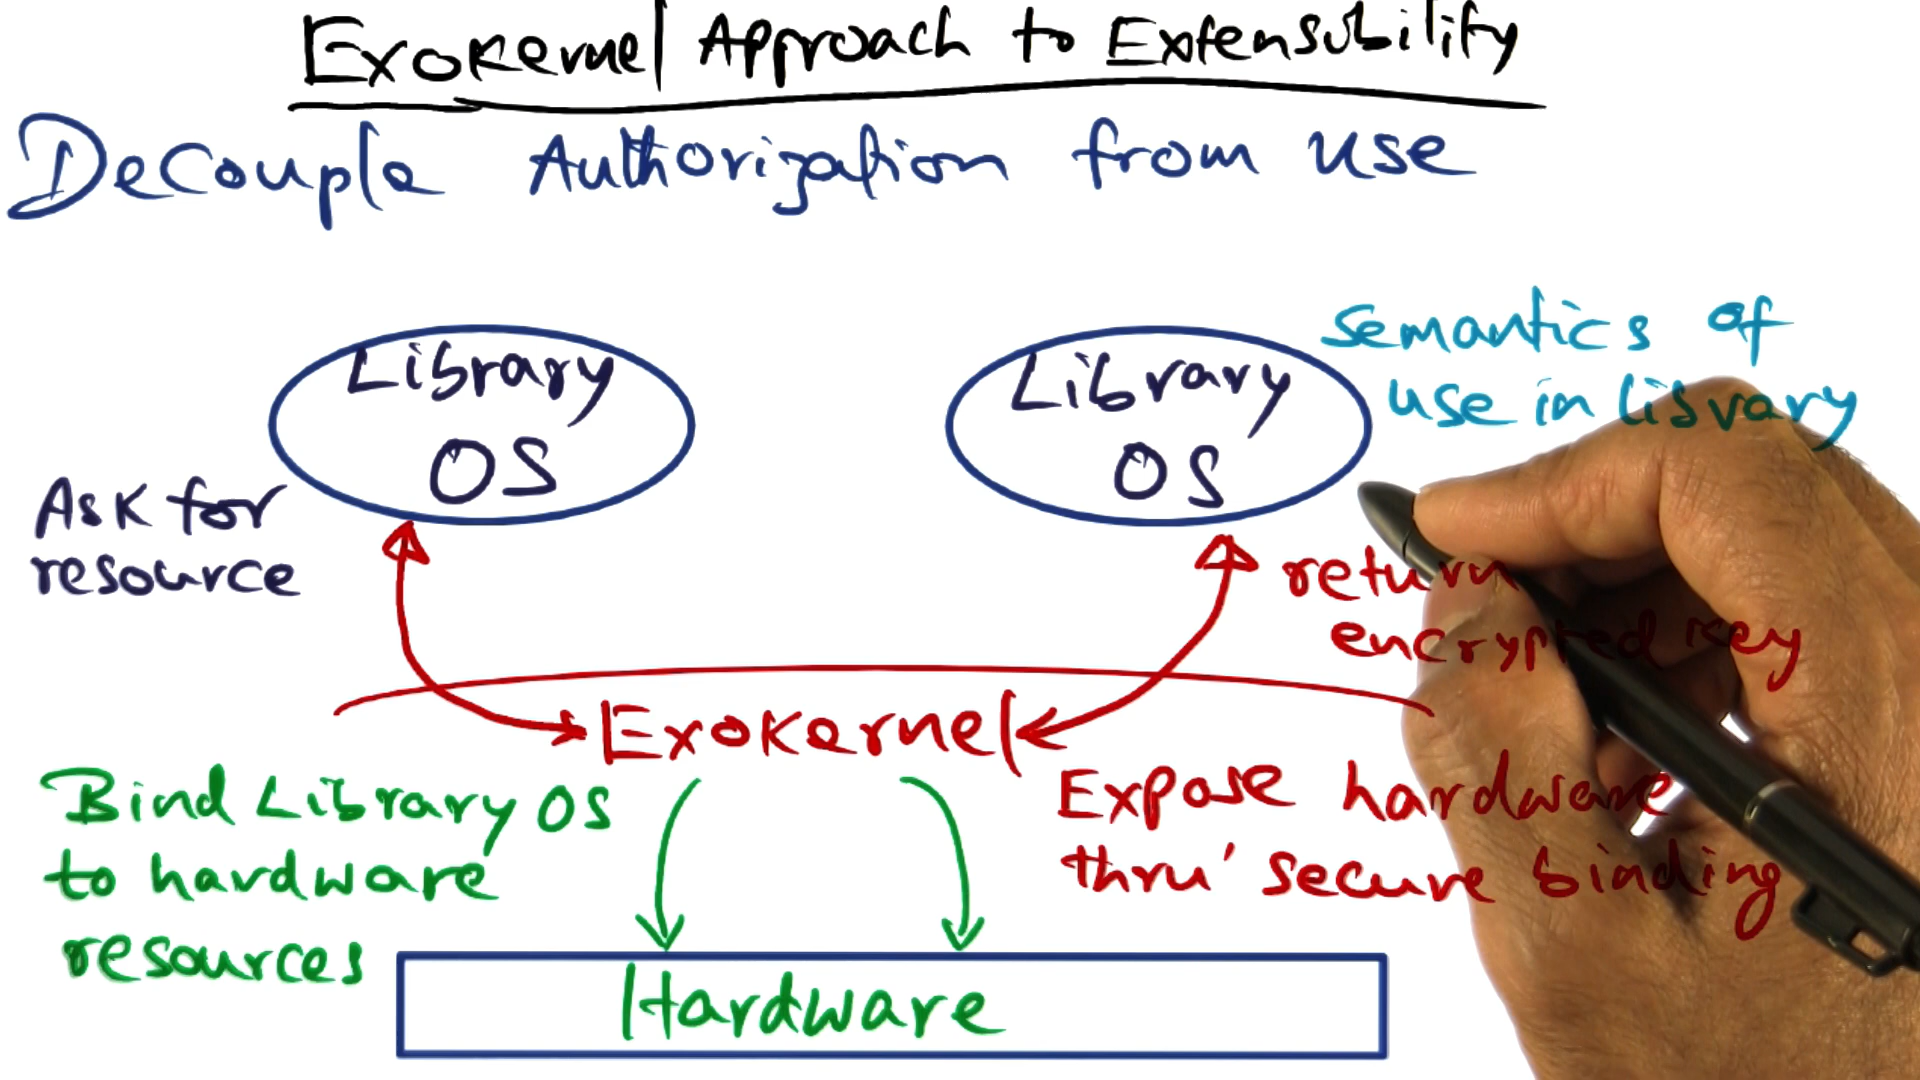 Exokernel Approach to Extensibility
Decouple Authorization from use
Semantics of
use in library
Library
OS
Library
OS
Ask for
resource
return
encrypted key
Exokernel
Bind Library OS
to hardware
resources
Expose hardware
thru' secure binding
Hardware